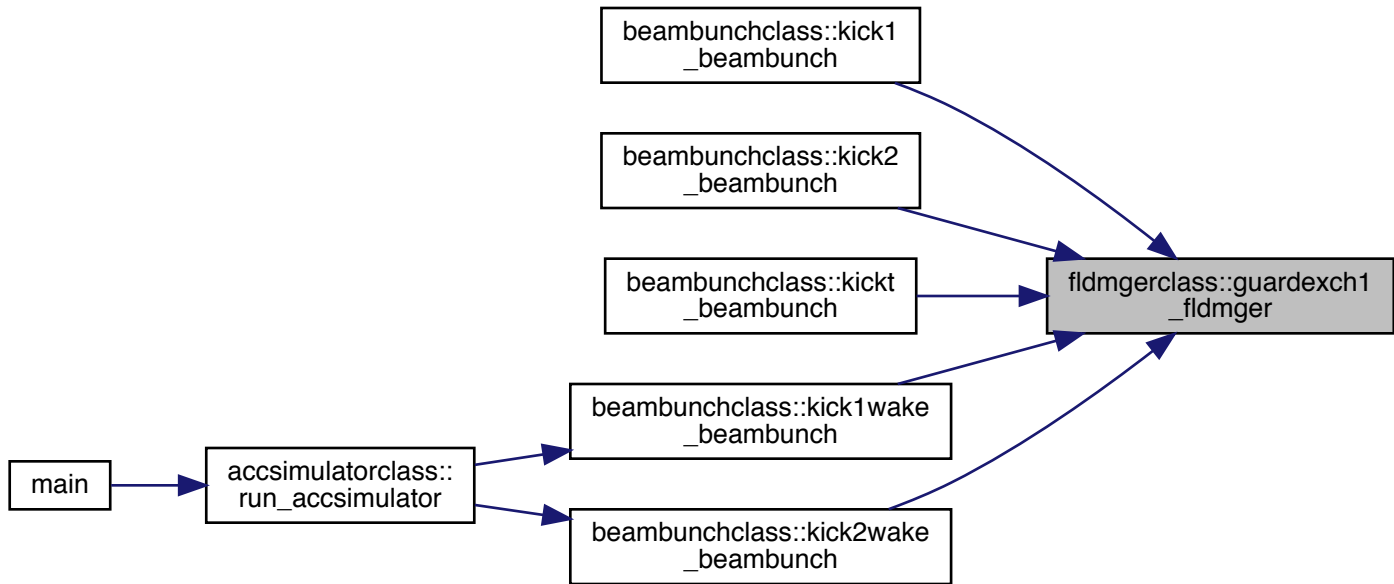 beambunchclass::kick1
_beambunch
beambunchclass::kick2
_beambunch
beambunchclass::kickt
_beambunch
fldmgerclass::guardexch1
_fldmger
beambunchclass::kick1wake
_beambunch
main
accsimulatorclass::
run_accsimulator
beambunchclass::kick2wake
_beambunch